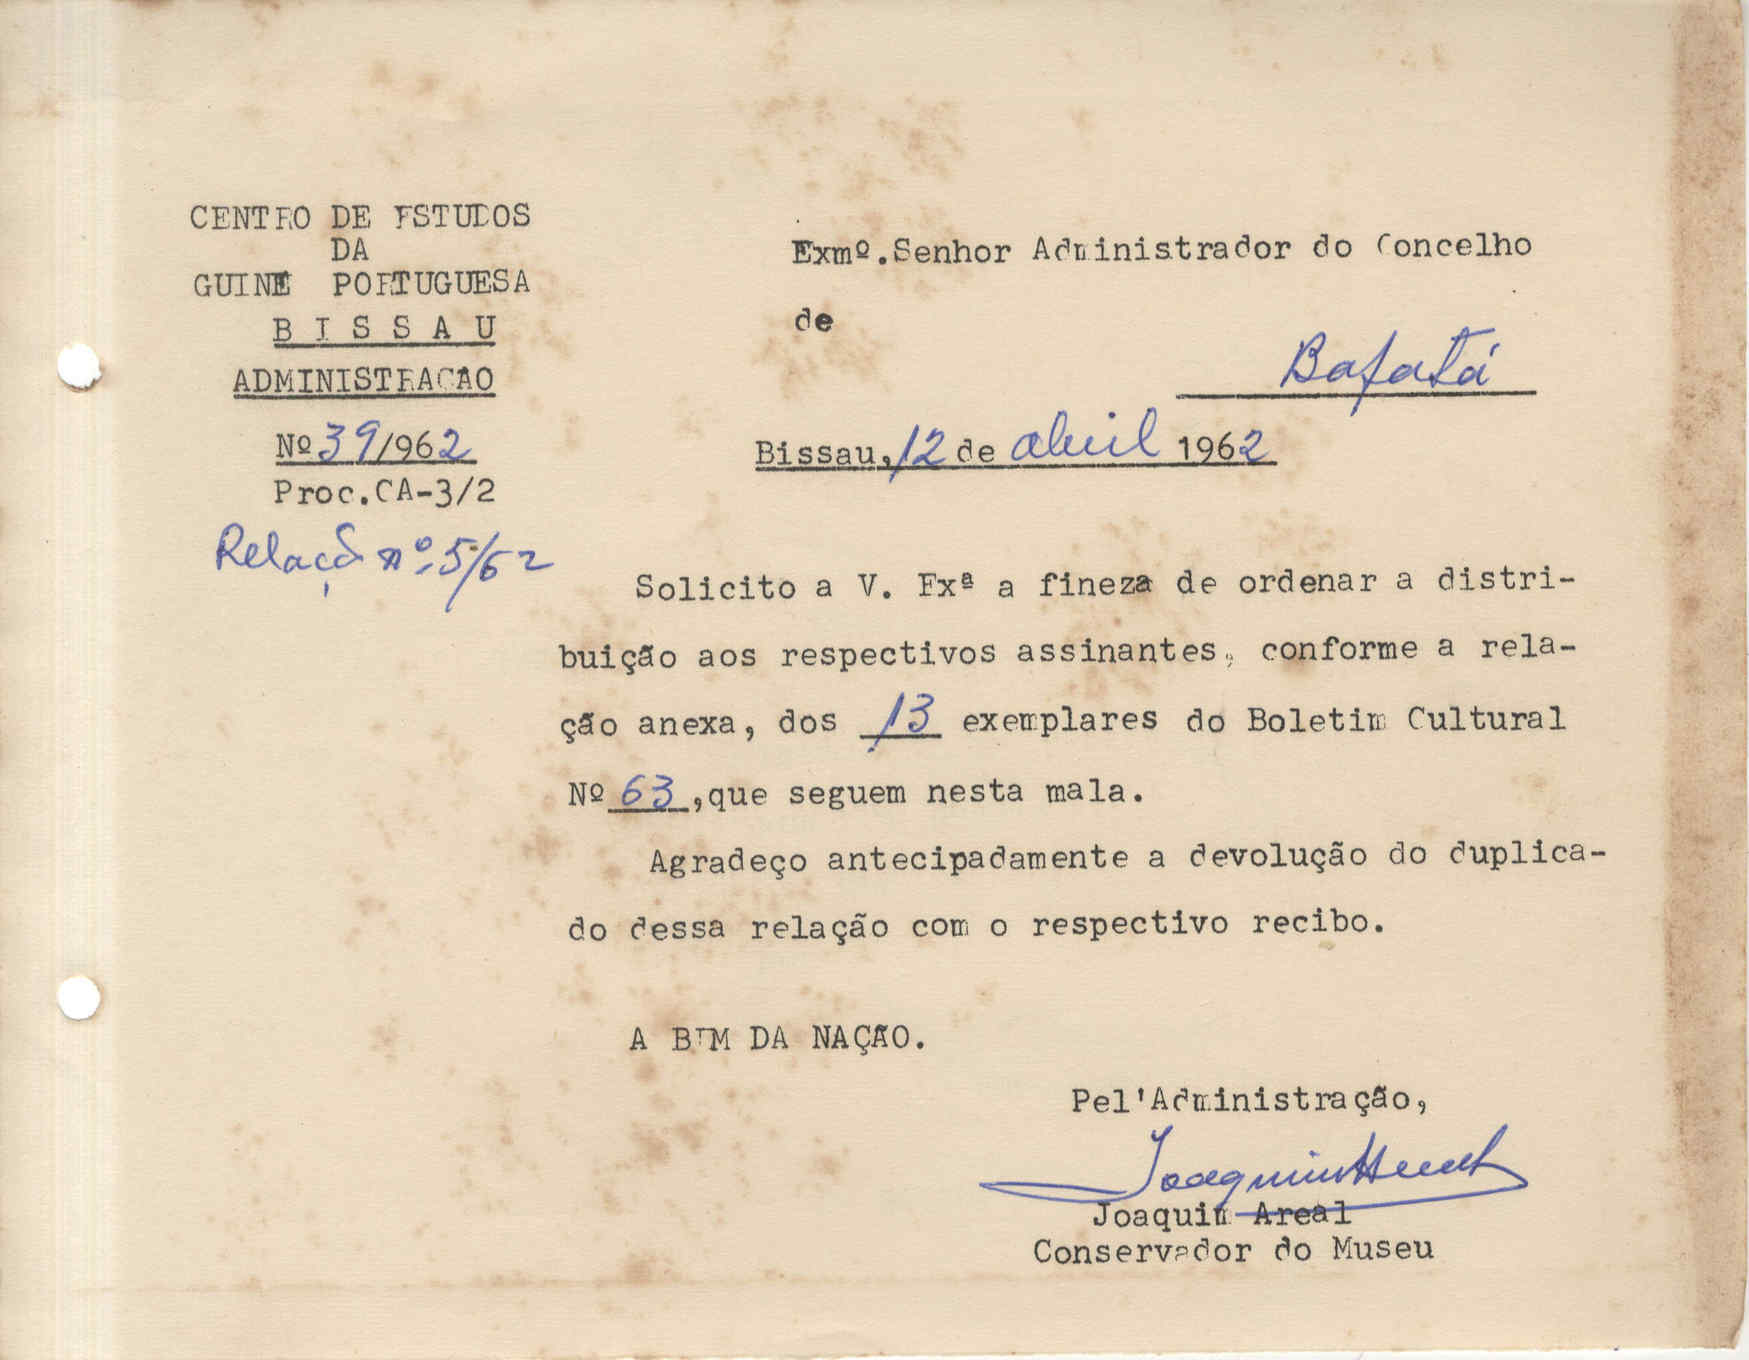 CENTRO DE ESTUDOS
DA
GUINÉ PORTUGUESA
B I S S A U
ADMINISTRAÇÃO
Nº 39/962
Proc.CA-3/2
Relação nº 5/62
Exmº.Senhor Administrador do Concelho
de
Bafatá
Bissau, 12 de abril 1962
Solicito a V. Exª a fineza de ordenar a distri-
buição aos respectivos assinantes, conforme a rela-
ção anexa, dos 13 exemplares do Boletim Cultural
Nº 63,que seguem nesta mala.
Agradeço antecipadamente a devolução do duplica-
do dessa relação com o respectivo recibo.
A BEM DA NAÇÃO.
Pel'Administração,
Joaquim Areal
Joaquim Areal
Conservador do Museu